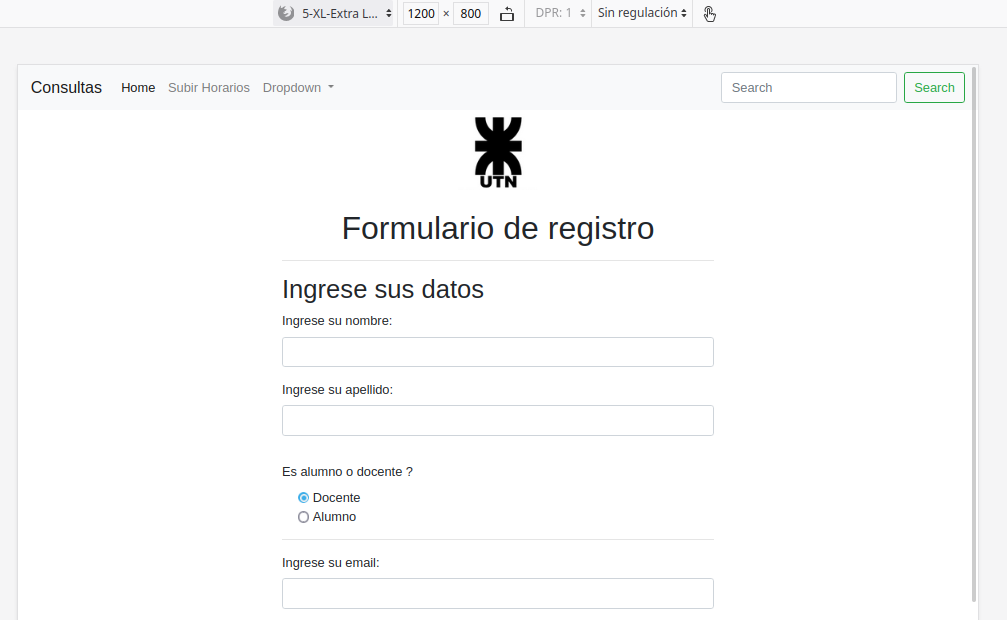 5-XL-Extra L... 1200 × 800 DPR: 1 Sin regulación
Consultas Home Subir Horarios Dropdown Search Search
UTN
Formulario de registro
Ingrese sus datos
Ingrese su nombre:
Ingrese su apellido:
Es alumno o docente ?
Docente
Alumno
Ingrese su email: